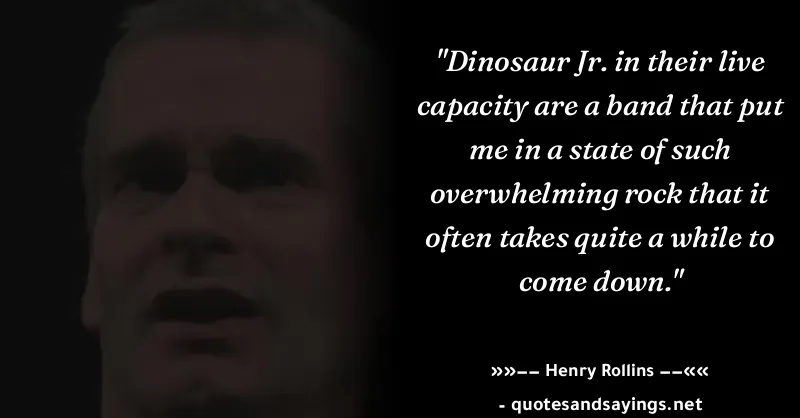 "Dinosaur Jr. in their live
capacity are a band that put
me in a state of such
overwhelming rock that it
often takes quite a while to
come down."
»»−− Henry Rollins −−««
- quotesandsayings.net